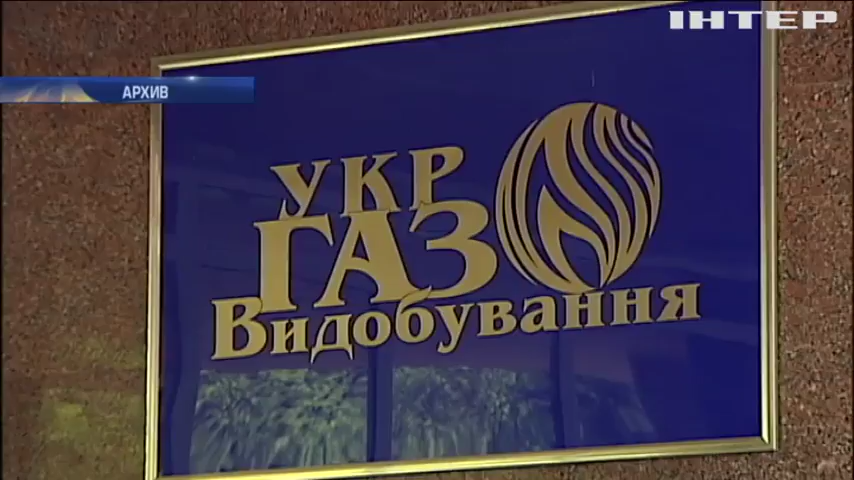 ІНТЕР
АРХИВ
УКР
ГАЗ
Видобування